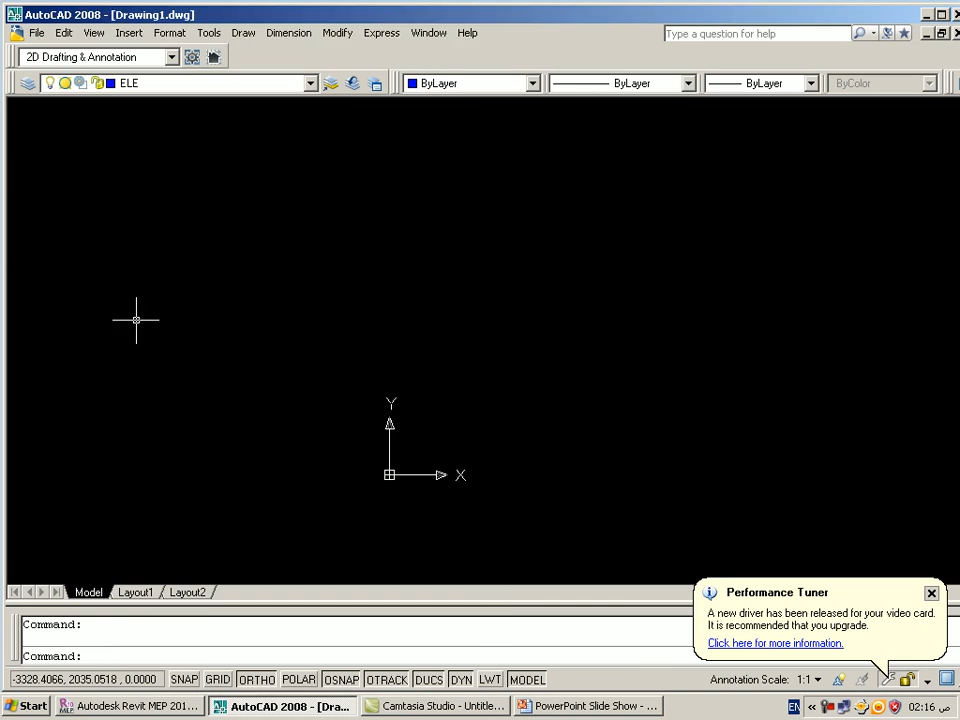 AutoCAD 2008 - [Drawing1.dwg]
File Edit View Insert Format Tools Draw Dimension Modify Express Window Help
Type a question for help
2D Drafting & Annotation
ELE
ByLayer
ByLayer
ByLayer
ByColor
Y
X
Model Layout1 Layout2
Performance Tuner
A new driver has been released for your video card.
It is recommended that you upgrade.
Click here for more information.
Command:
Command:
-3328.4066, 2035.0518 , 0.0000 SNAP GRID ORTHO POLAR OSNAP OTRACK DUCS DYN LWT MODEL
Annotation Scale: 1:1
Start Autodesk Revit MEP 201... AutoCAD 2008 - [Dra... Camtasia Studio - Untitle... PowerPoint Slide Show - ... EN 02:16 ص